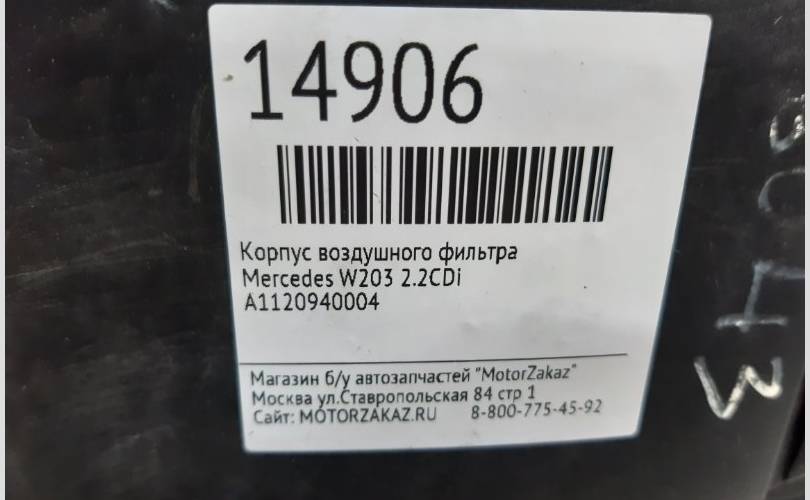 14906
Корпус воздушного фильтра
Mercedes W203 2.2CDi
A1120940004
Магазин б/у автозапчастей "MotorZakaz"
Москва ул.Ставропольская 84 стр 1
Сайт: MOTORZAKAZ.RU 8-800-775-45-92